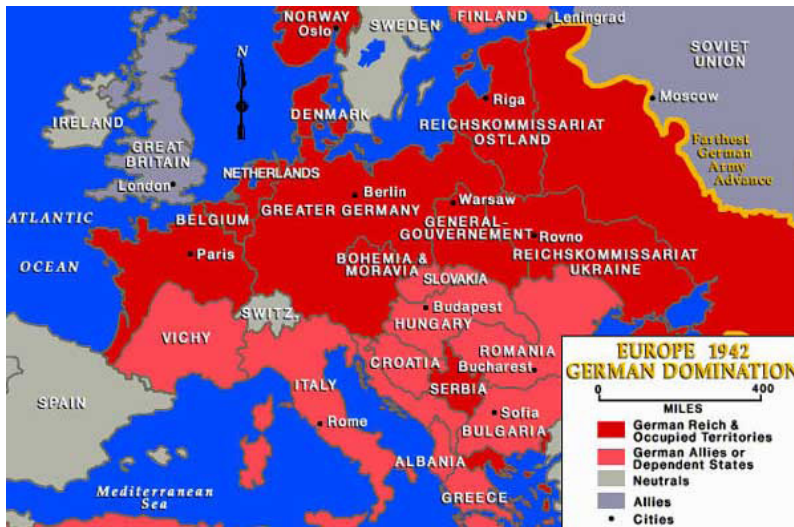 NORWAY
Oslo
SWEDEN
FINLAND
Leningrad
SOVIET
UNION
N
Moscow
IRELAND
DENMARK
Riga
REICHSKOMMISSARIAT
OSTLAND
GREAT
BRITAIN
London
Farthest
German
Army
Advance
NETHERLANDS
Berlin
GREATER GERMANY
Warsaw
GENERAL-
GOUVERNEMENT
Rovno
ATLANTIC
OCEAN
BELGIUM
Paris
BOHEMIA &
MORAVIA
REICHSKOMMISSARIAT
UKRAINE
SLOVAKIA
SWITZ.
Budapest
HUNGARY
VICHY
CROATIA
ROMANIA
Bucharest
SERBIA
ITALY
SPAIN
Rome
Sofia
BULGARIA
ALBANIA
GREECE
Mediterranean
Sea
EUROPE 1942
GERMAN DOMINATION
0 400
MILES
German Reich &
Occupied Territories
German Allies or
Dependent States
Neutrals
Allies
Cities